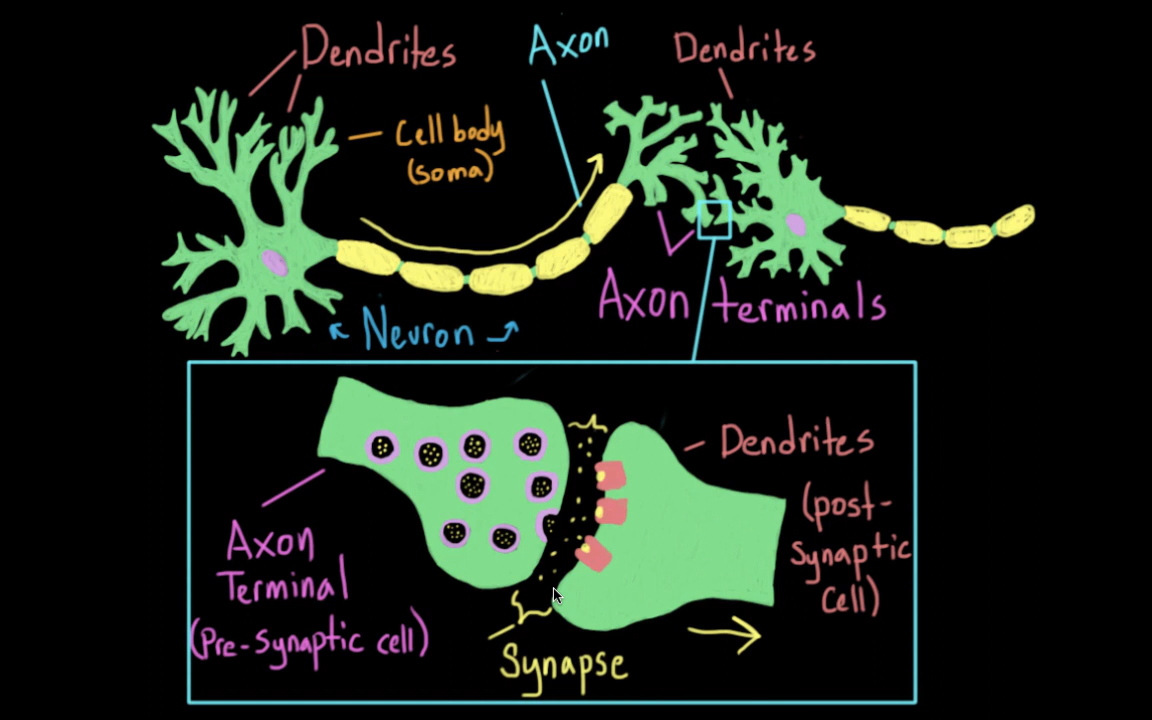 Dendrites
Axon
Dendrites
Cell body
(soma)
Neuron
Axon terminals
Dendrites
(post-
synaptic
cell)
Axon
Terminal
(Pre-synaptic cell)
Synapse